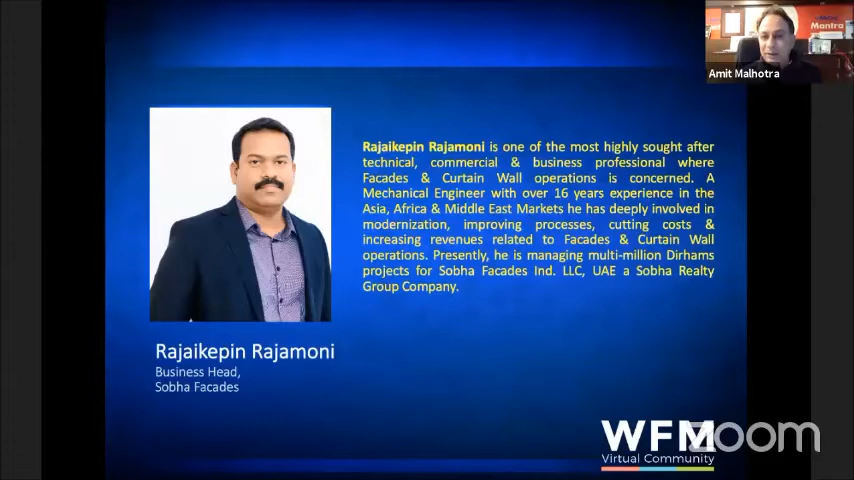 Mantra
Amit Malhotra
Rajaikepin Rajamoni is one of the most highly sought after
technical, commercial & business professional where
Facades & Curtain Wall operations is concerned. A
Mechanical Engineer with over 16 years experience in the
Asia, Africa & Middle East Markets he has deeply involved in
modernization, improving processes, cutting costs &
increasing revenues related to Facades & Curtain Wall
operations. Presently, he is managing multi-million Dirhams
projects for Sobha Facades Ind. LLC, UAE a Sobha Realty
Group Company.
Rajaikepin Rajamoni
Business Head,
Sobha Facades
WFM
zoom
Virtual Community